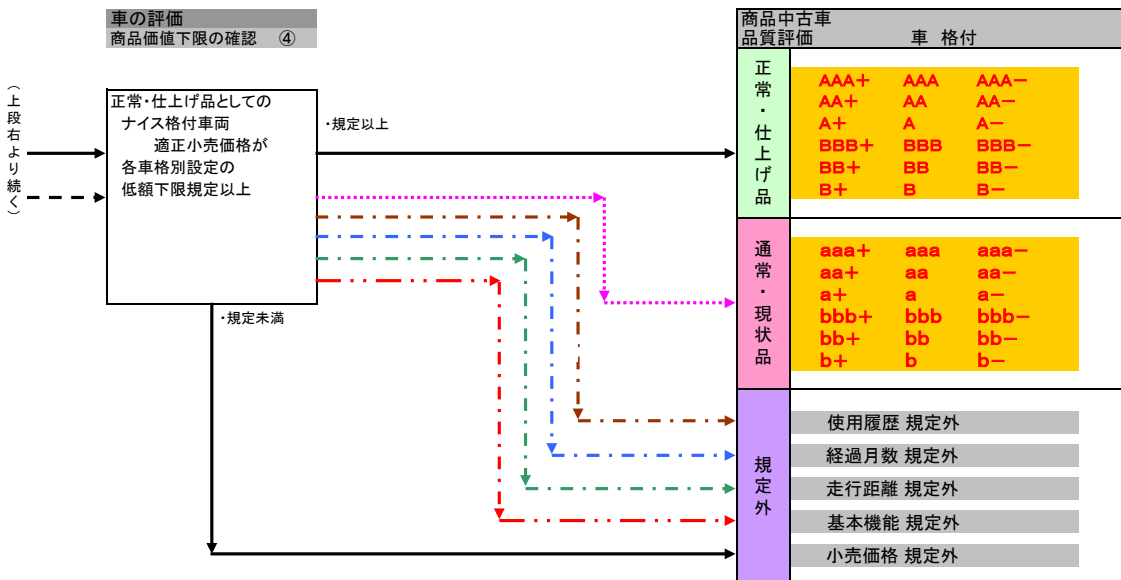 車の評価
商品価値下限の確認 ④
商品中古車
品質評価 車 格付
(上段右より続く)
正常・仕上げ品としての
ナイス格付車両
適正小売価格が
各車格別設定の
低額下限規定以上
・規定以上
・規定未満
正常・仕上げ品
AAA+ AAA AAA−
AA+ AA AA−
A+ A A−
BBB+ BBB BBB−
BB+ BB BB−
B+ B B−
通常・現状品
aaa+ aaa aaa−
aa+ aa aa−
a+ a a−
bbb+ bbb bbb−
bb+ bb bb−
b+ b b−
規定外
使用履歴 規定外
経過月数 規定外
走行距離 規定外
基本機能 規定外
小売価格 規定外